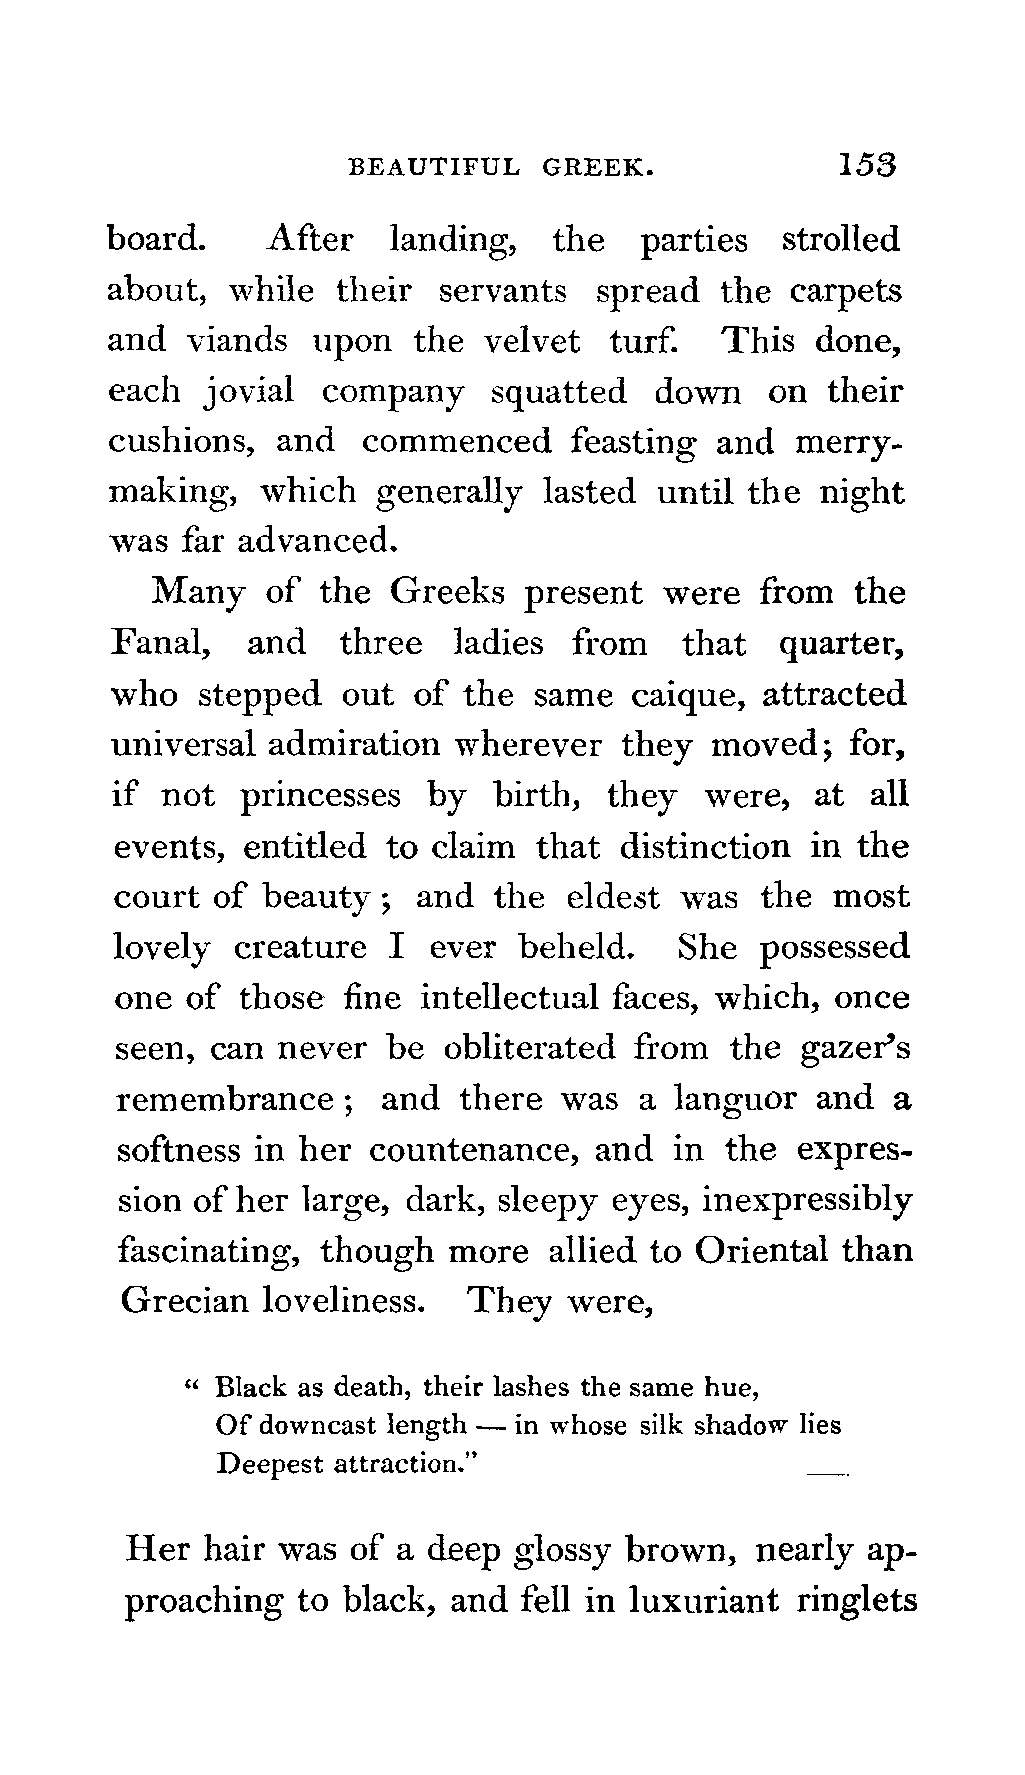 BEAUTIFUL GREEK. 153
board. After landing, the parties strolled
about, while their servants spread the carpets
and viands upon the velvet turf. This done,
each jovial company squatted down on their
cushions, and commenced feasting and merry-
making, which generally lasted until the night
was far advanced.
Many of the Greeks present were from the
Fanal, and three ladies from that quarter,
who stepped out of the same caique, attracted
universal admiration wherever they moved; for,
if not princesses by birth, they were, at all
events, entitled to claim that distinction in the
court of beauty; and the eldest was the most
lovely creature I ever beheld. She possessed
one of those fine intellectual faces, which, once
seen, can never be obliterated from the gazer's
remembrance; and there was a languor and a
softness in her countenance, and in the expres-
sion of her large, dark, sleepy eyes, inexpressibly
fascinating, though more allied to Oriental than
Grecian loveliness. They were,
“ Black as death, their lashes the same hue,
Of downcast length — in whose silk shadow lies
Deepest attraction.”
Her hair was of a deep glossy brown, nearly ap-
proaching to black, and fell in luxuriant ringlets